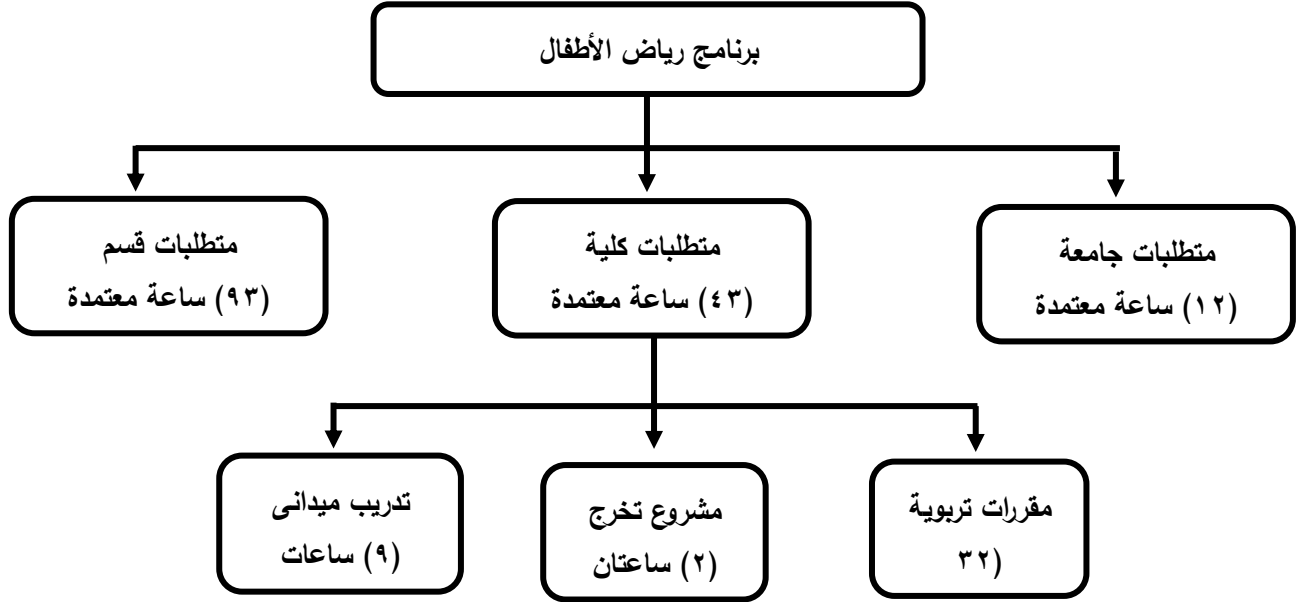 برنامج رياض الأطفال
متطلبات جامعة
(١٢) ساعة معتمدة
متطلبات كلية
(٤٣) ساعة معتمدة
متطلبات قسم
(٩٣) ساعة معتمدة
مقررات تربوية
(٣٢
مشروع تخرج
(٢) ساعتان
تدريب ميدانى
(٩) ساعات